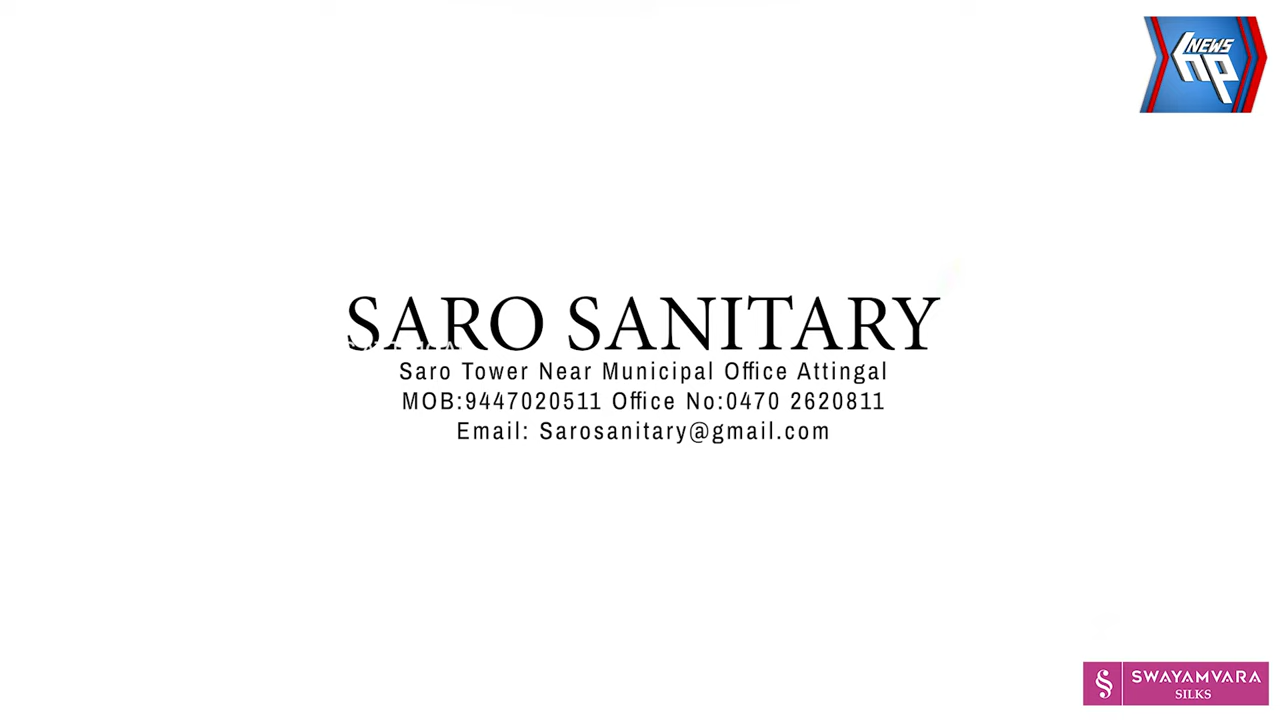 NEWS
np
SARO SANITARY
Saro Tower Near Municipal Office Attingal
MOB:9447020511 Office No:0470 2620811
Email: Sarosanitary@gmail.com
SWAYAMVARA
SILKS